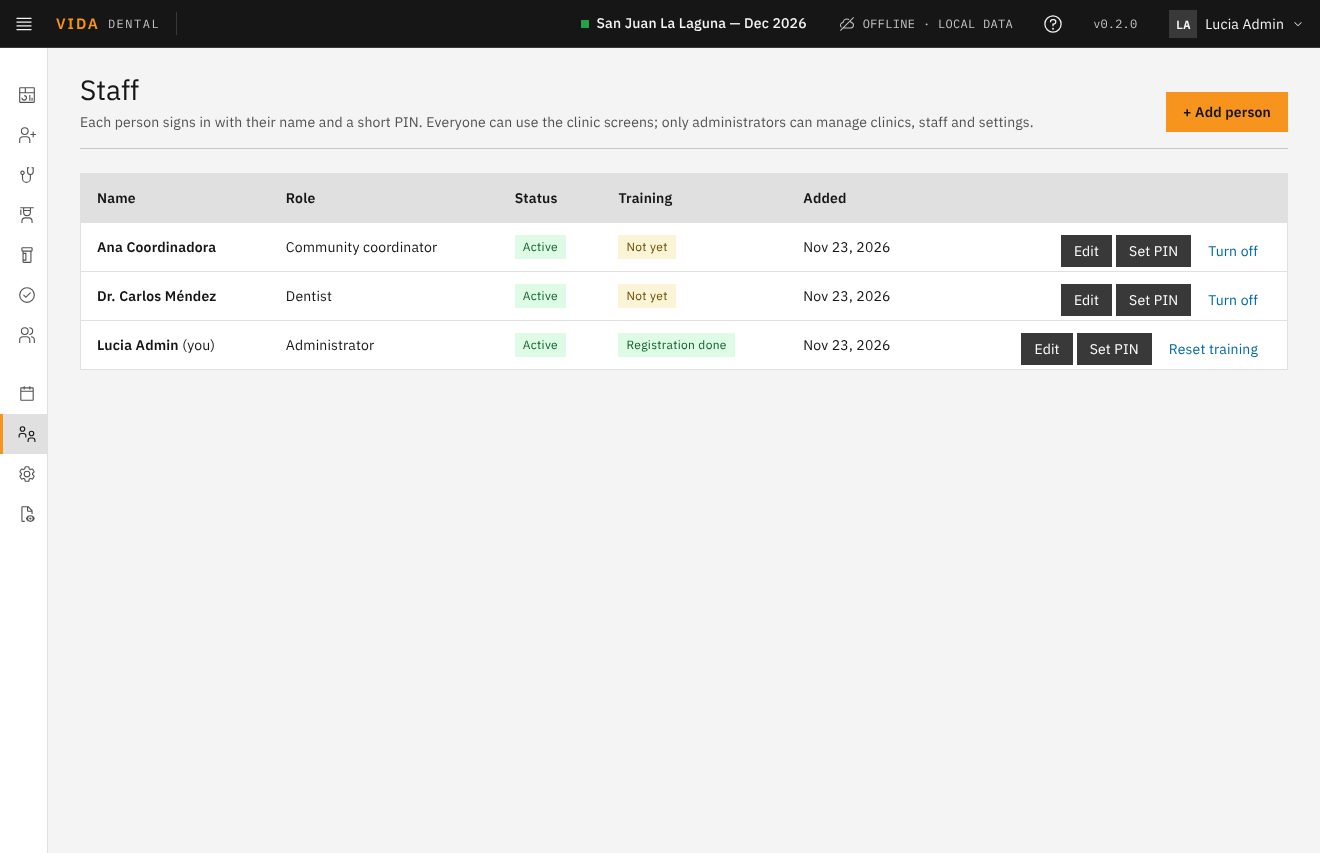 VIDA DENTAL
San Juan La Laguna — Dec 2026
OFFLINE · LOCAL DATA
v0.2.0
LA Lucia Admin
Staff
Each person signs in with their name and a short PIN. Everyone can use the clinic screens; only administrators can manage clinics, staff and settings.
+ Add person
Name Role Status Training Added
Ana Coordinadora Community coordinator Active Not yet Nov 23, 2026 Edit Set PIN Turn off
Dr. Carlos Méndez Dentist Active Not yet Nov 23, 2026 Edit Set PIN Turn off
Lucia Admin (you) Administrator Active Registration done Nov 23, 2026 Edit Set PIN Reset training